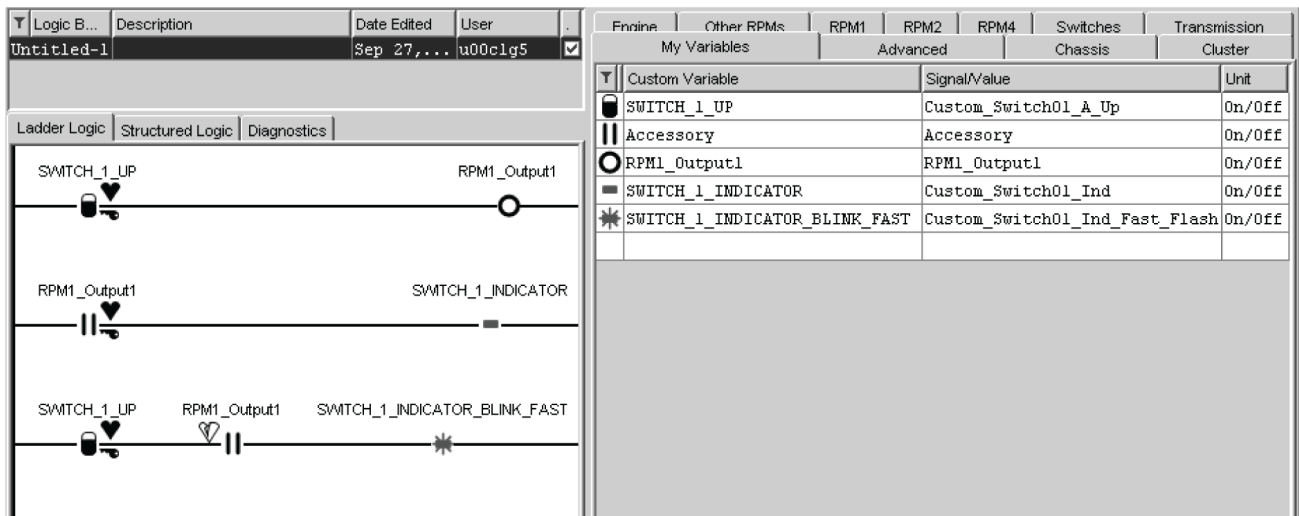 Logic B... Description Date Edited User .
Untitled-1 Sep 27,... u00clg5
Ladder Logic Structured Logic Diagnostics
SWITCH_1_UP RPM1_Output1
RPM1_Output1 SWITCH_1_INDICATOR
SWITCH_1_UP RPM1_Output1 SWITCH_1_INDICATOR_BLINK_FAST
Engine Other RPMs RPM1 RPM2 RPM4 Switches Transmission
My Variables Advanced Chassis Cluster
Custom Variable Signal/Value Unit
SWITCH_1_UP Custom_Switch01_A_Up On/Off
Accessory Accessory On/Off
RPM1_Output1 RPM1_Output1 On/Off
SWITCH_1_INDICATOR Custom_Switch01_Ind On/Off
SWITCH_1_INDICATOR_BLINK_FAST Custom_Switch01_Ind_Fast_Flash On/Off